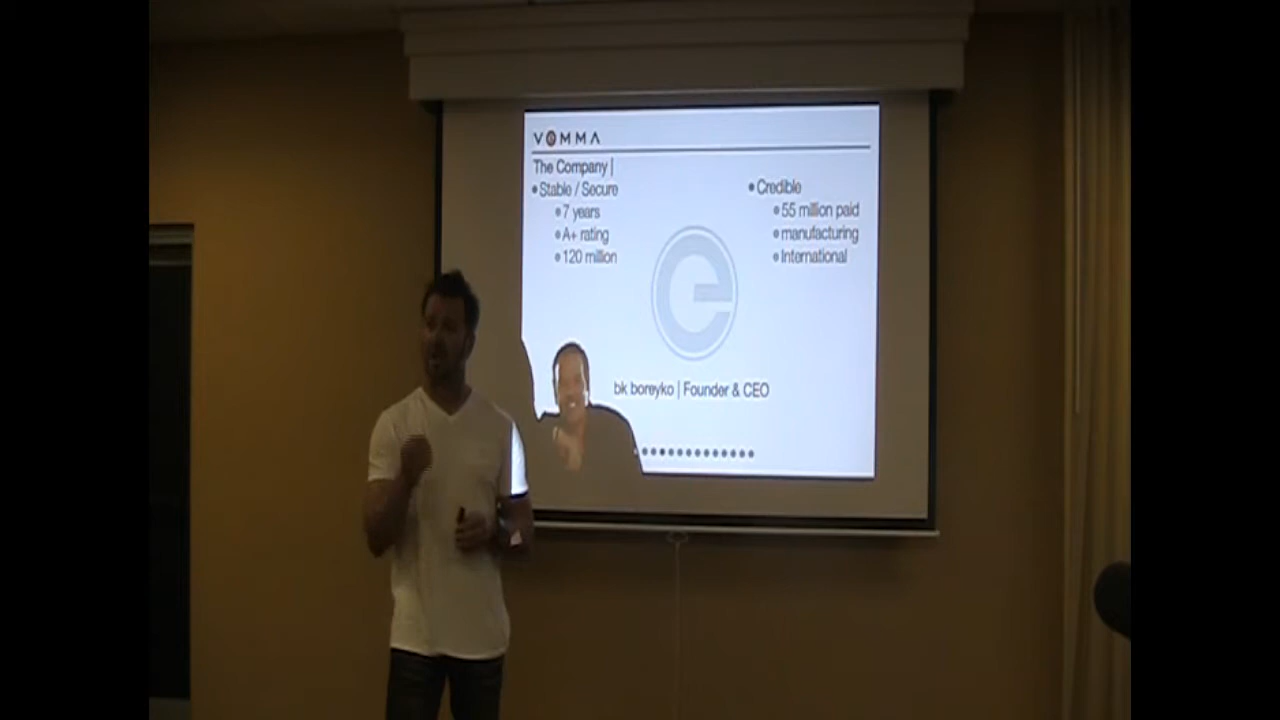 VEMMA
The Company |
• Stable / Secure
• 7 years
• A+ rating
• 120 million
• Credible
• 55 million paid
• manufacturing
• International
e
bk boreyko | Founder & CEO